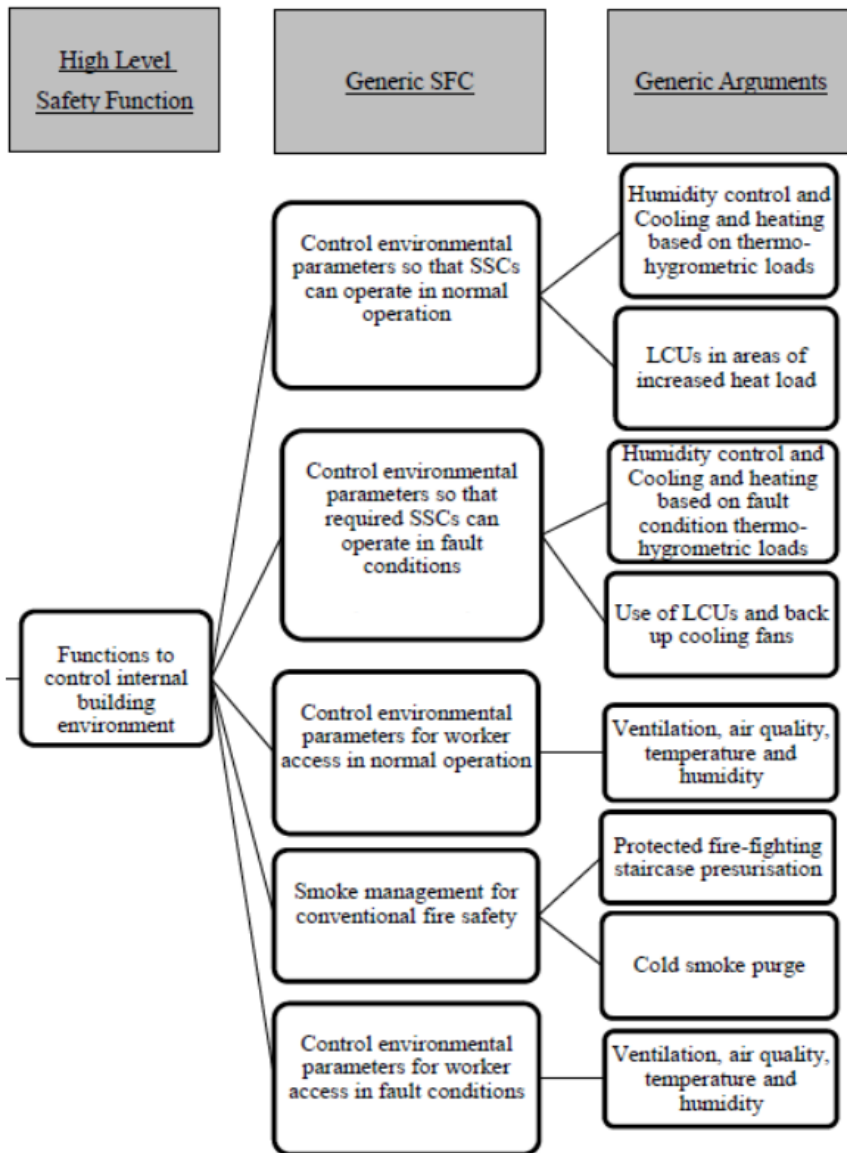 High Level
Safety Function
Generic SFC
Generic Arguments
Functions to
control internal
building
environment
Control environmental
parameters so that SSCs
can operate in normal
operation
Humidity control and
Cooling and heating
based on thermo-
hygrometric loads
LCUs in areas of
increased heat load
Control environmental
parameters so that
required SSCs can
operate in fault
conditions
Humidity control and
Cooling and heating
based on fault
condition thermo-
hygrometric loads
Use of LCUs and back
up cooling fans
Control environmental
parameters for worker
access in normal operation
Ventilation, air quality,
temperature and
humidity
Smoke management for
conventional fire safety
Protected fire-fighting
staircase presurisation
Cold smoke purge
Control environmental
parameters for worker
access in fault conditions
Ventilation, air quality,
temperature and
humidity